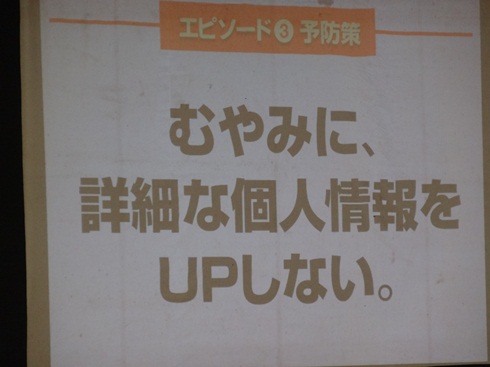 エピソード❸ 予防策
むやみに、
詳細な個人情報を
UPしない。